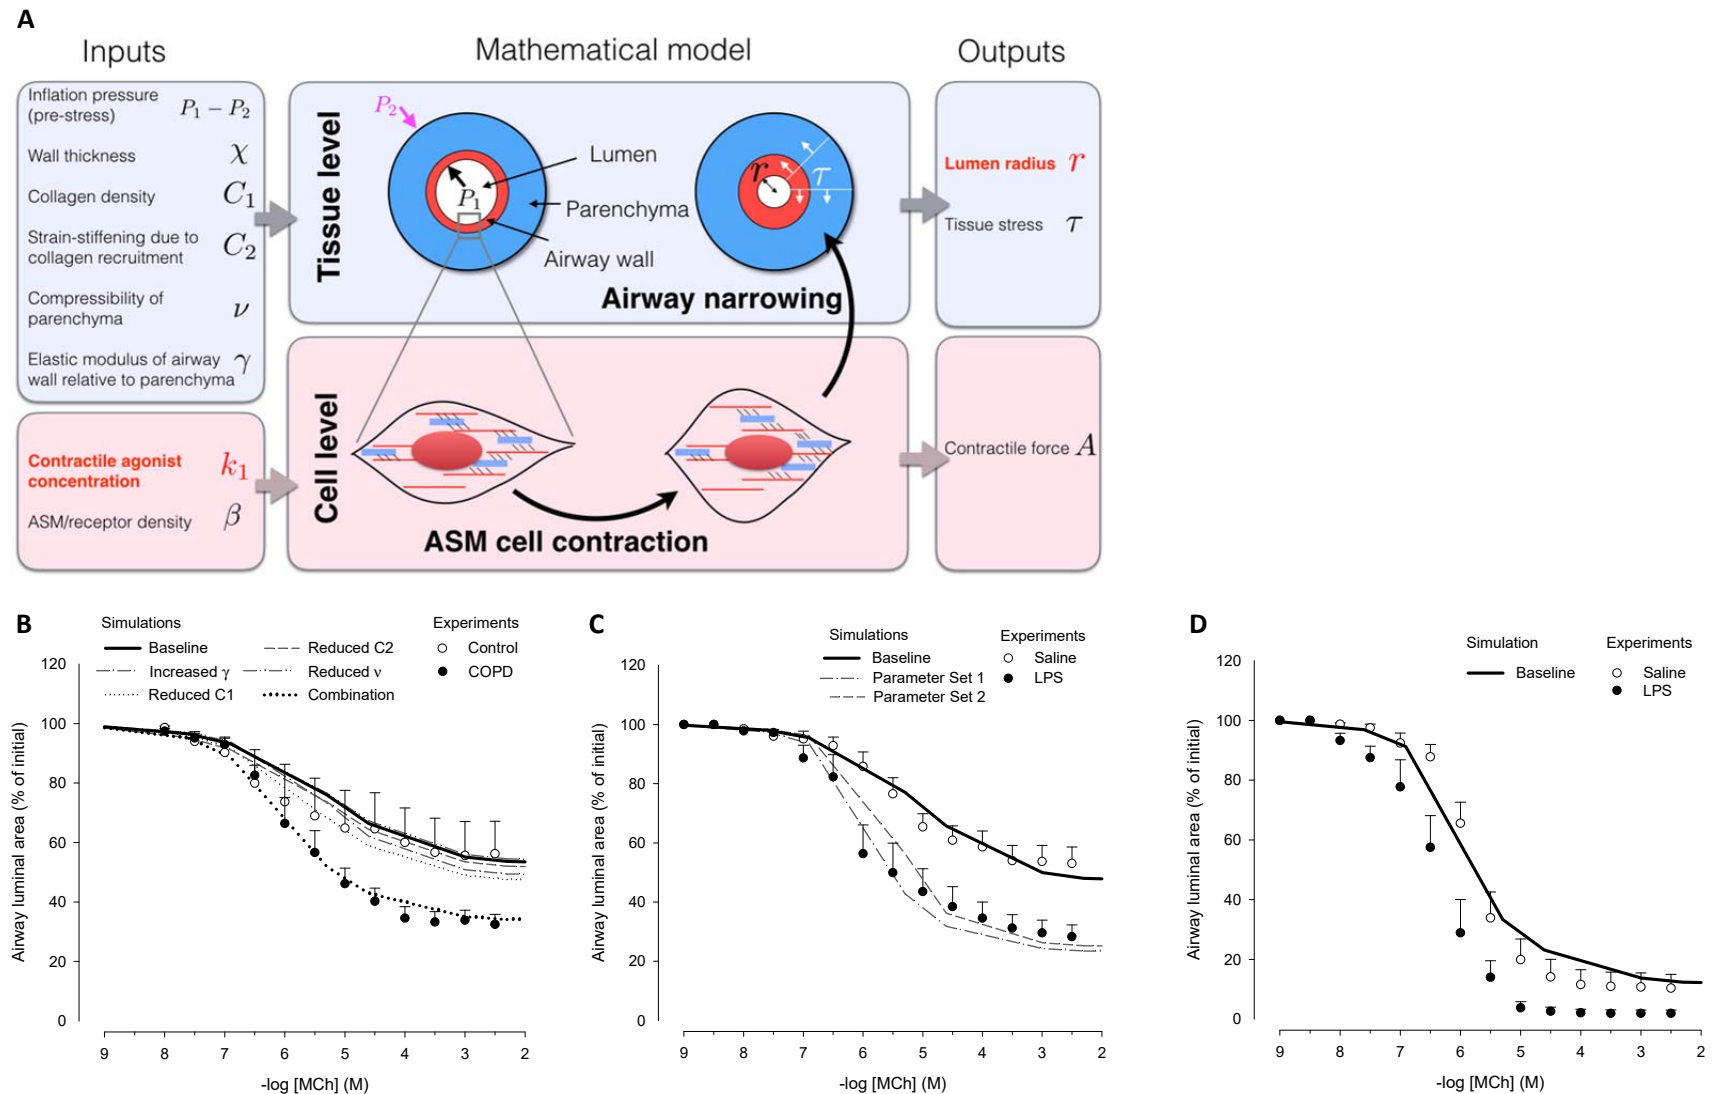 A
Inputs
Mathematical model
Outputs
Inflation pressure
(pre-stress)
P₁ − P₂
Wall thickness χ
Collagen density C₁
Strain-stiffening due to
collagen recruitment
C₂
Compressibility of
parenchyma
ν
Elastic modulus of airway
wall relative to parenchyma
γ
Contractile agonist
concentration
k₁
ASM/receptor density β
Tissue level
P₂
P₁
Lumen
Parenchyma
Airway wall
r
τ
Airway narrowing
Cell level
ASM cell contraction
Lumen radius r
Tissue stress τ
Contractile force A
B
Simulations
Experiments
Baseline
Reduced C2
Control
Increased γ
Reduced ν
COPD
Reduced C1
Combination
Airway luminal area (% of initial)
120
100
80
60
40
20
0
9 8 7 6 5 4 3 2
-log [MCh] (M)
C
Simulations
Experiments
Baseline
Saline
Parameter Set 1
LPS
Parameter Set 2
Airway luminal area (% of initial)
120
100
80
60
40
20
0
9 8 7 6 5 4 3 2
-log [MCh] (M)
D
Simulation
Experiments
Baseline
Saline
LPS
Airway luminal area (% of initial)
120
100
80
60
40
20
0
9 8 7 6 5 4 3 2
-log [MCh] (M)